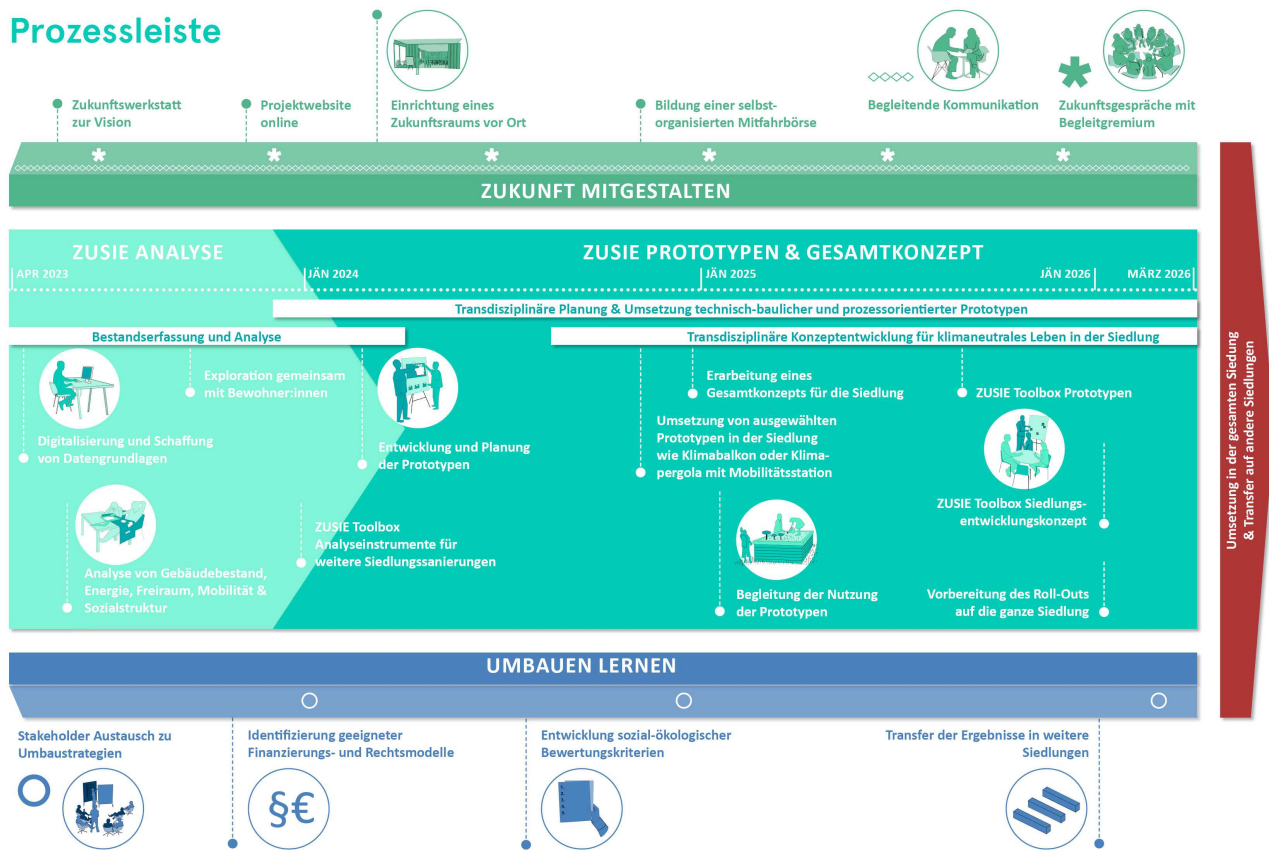 Prozessleiste
Zukunftswerkstatt
zur Vision
Projektwebsite
online
Einrichtung eines
Zukunftsraums vor Ort
Bildung einer selbst-
organisierten Mitfahrbörse
Begleitende Kommunikation
Zukunftsgespräche mit
Begleitgremium
ZUKUNFT MITGESTALTEN
ZUSIE ANALYSE
ZUSIE PROTOTYPEN & GESAMTKONZEPT
APR 2023
JÄN 2024
JÄN 2025
JÄN 2026
MÄRZ 2026
Transdisziplinäre Planung & Umsetzung technisch-baulicher und prozessorientierter Prototypen
Bestandserfassung und Analyse
Transdisziplinäre Konzeptentwicklung für klimaneutrales Leben in der Siedlung
Exploration gemeinsam
mit Bewohner:innen
Digitalisierung und Schaffung
von Datengrundlagen
Entwicklung und Planung
der Prototypen
Erarbeitung eines
Gesamtkonzepts für die Siedlung
ZUSIE Toolbox Prototypen
Umsetzung von ausgewählten
Prototypen in der Siedlung
wie Klimabalkon oder Klima-
pergola mit Mobilitätsstation
ZUSIE Toolbox Siedlungs-
entwicklungskonzept
ZUSIE Toolbox
Analyseinstrumente für
weitere Siedlungssanierungen
Analyse von Gebäudebestand,
Energie, Freiraum, Mobilität &
Sozialstruktur
Begleitung der Nutzung
der Prototypen
Vorbereitung des Roll-Outs
auf die ganze Siedlung
Umsetzung in der gesamten Siedung
& Transfer auf andere Siedlungen
UMBAUEN LERNEN
Stakeholder Austausch zu
Umbaustrategien
Identifizierung geeigneter
Finanzierungs- und Rechtsmodelle
§€
Entwicklung sozial-ökologischer
Bewertungskriterien
1.
2.
3.
4.
5.
Transfer der Ergebnisse in weitere
Siedlungen